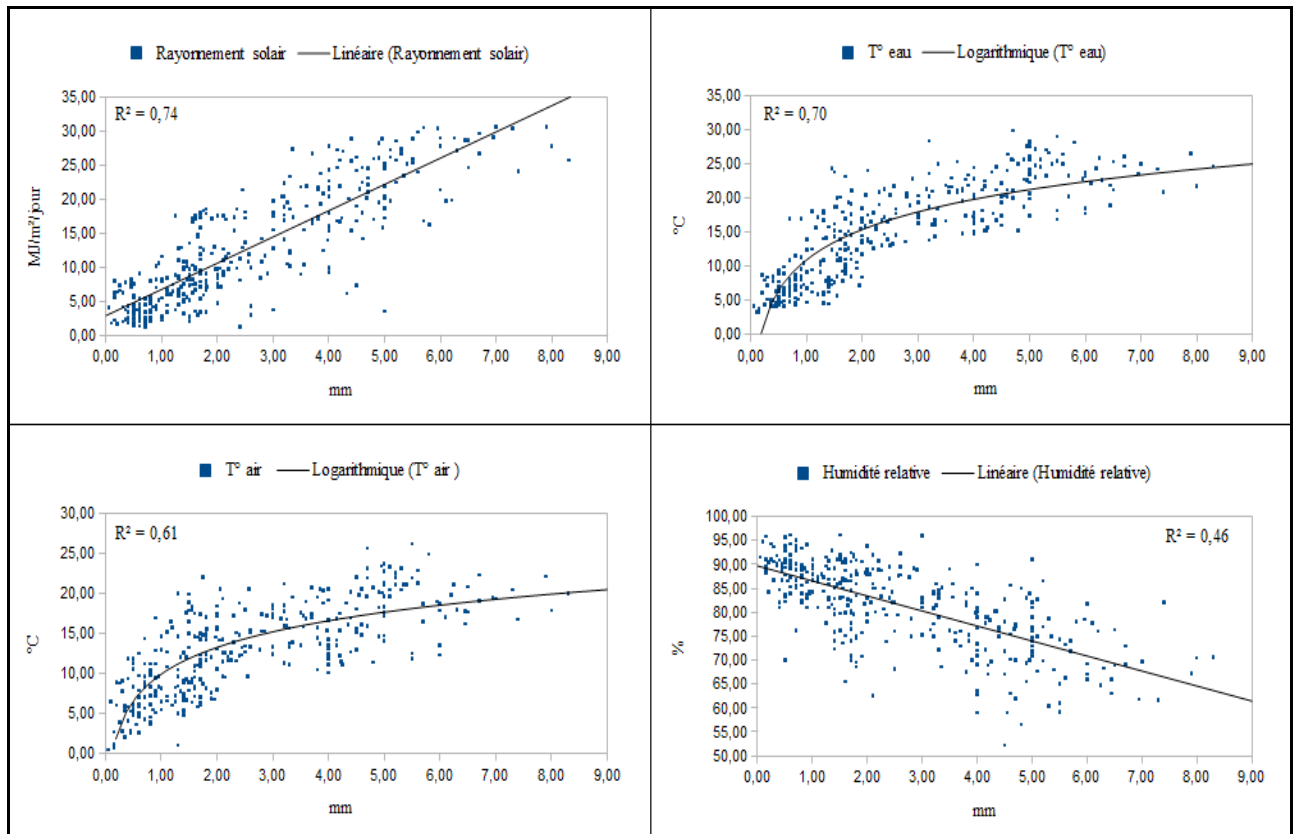 Rayonnement solair Linéaire (Rayonnement solair)
35,00
R² = 0,74
30,00
25,00
20,00
MJ/m²/jour
15,00
10,00
5,00
0,00
0,00 1,00 2,00 3,00 4,00 5,00 6,00 7,00 8,00 9,00
mm
T° eau Logarithmique (T° eau)
35,00
R² = 0,70
30,00
25,00
20,00
°C
15,00
10,00
5,00
0,00
0,00 1,00 2,00 3,00 4,00 5,00 6,00 7,00 8,00 9,00
mm
T° air Logarithmique (T° air )
30,00
R² = 0,61
25,00
20,00
15,00
°C
10,00
5,00
0,00
0,00 1,00 2,00 3,00 4,00 5,00 6,00 7,00 8,00 9,00
mm
Humidité relative Linéaire (Humidité relative)
100,00
R² = 0,46
95,00
90,00
85,00
80,00
75,00
%
70,00
65,00
60,00
55,00
50,00
0,00 1,00 2,00 3,00 4,00 5,00 6,00 7,00 8,00 9,00
mm